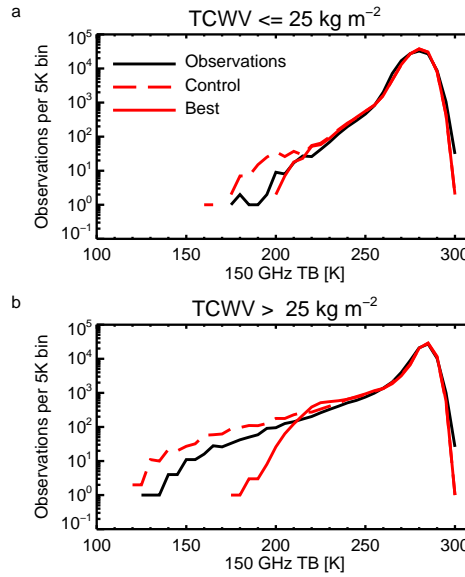 a
TCWV <= 25 kg m⁻²
Observations per 5K bin
10⁵
10⁴
10³
10²
10¹
10⁰
10⁻¹
Observations
Control
Best
100 150 200 250 300
150 GHz TB [K]
b
TCWV > 25 kg m⁻²
Observations per 5K bin
10⁵
10⁴
10³
10²
10¹
10⁰
10⁻¹
100 150 200 250 300
150 GHz TB [K]